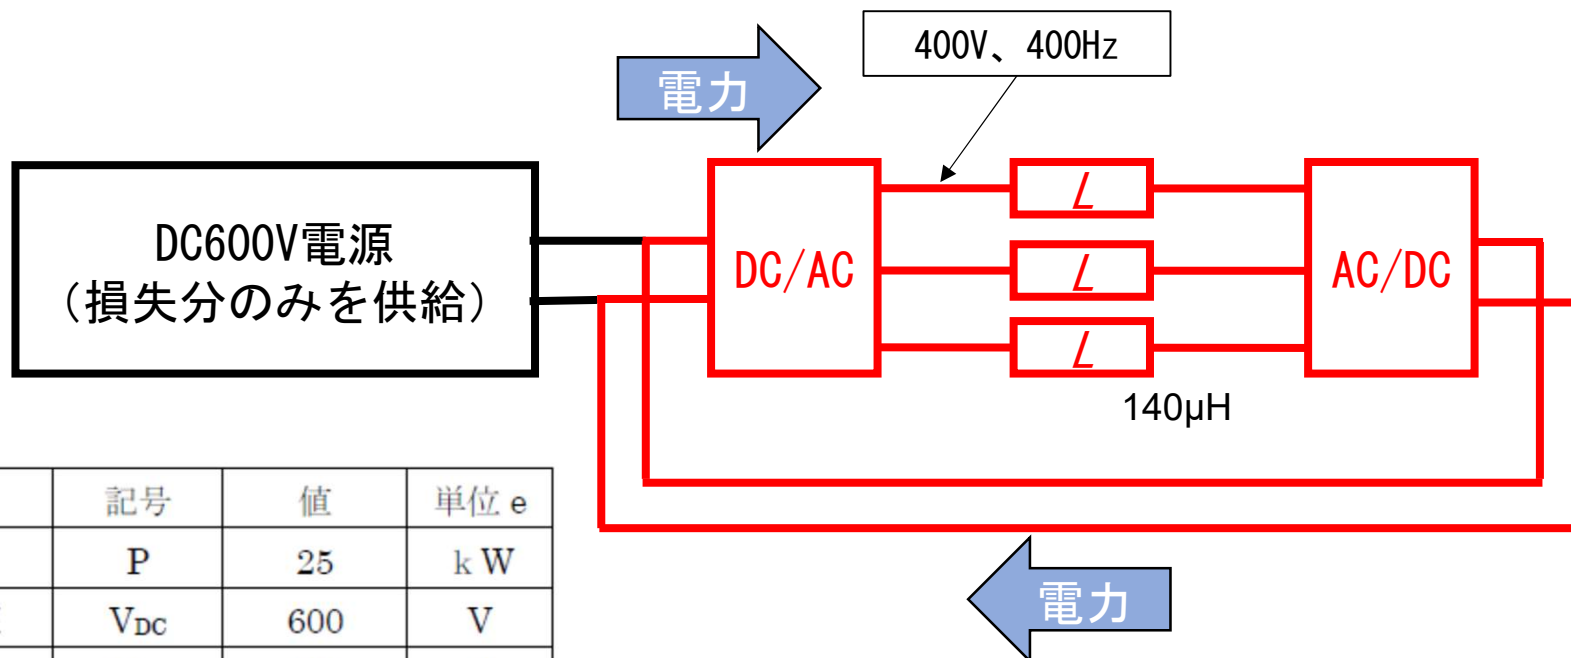 400V、400Hz
電力
DC600V電源
(損失分のみを供給)
DC/AC
L
L
L
AC/DC
140μH
記号 値 単位 e
P 25 kW
VDC 600 V
電力